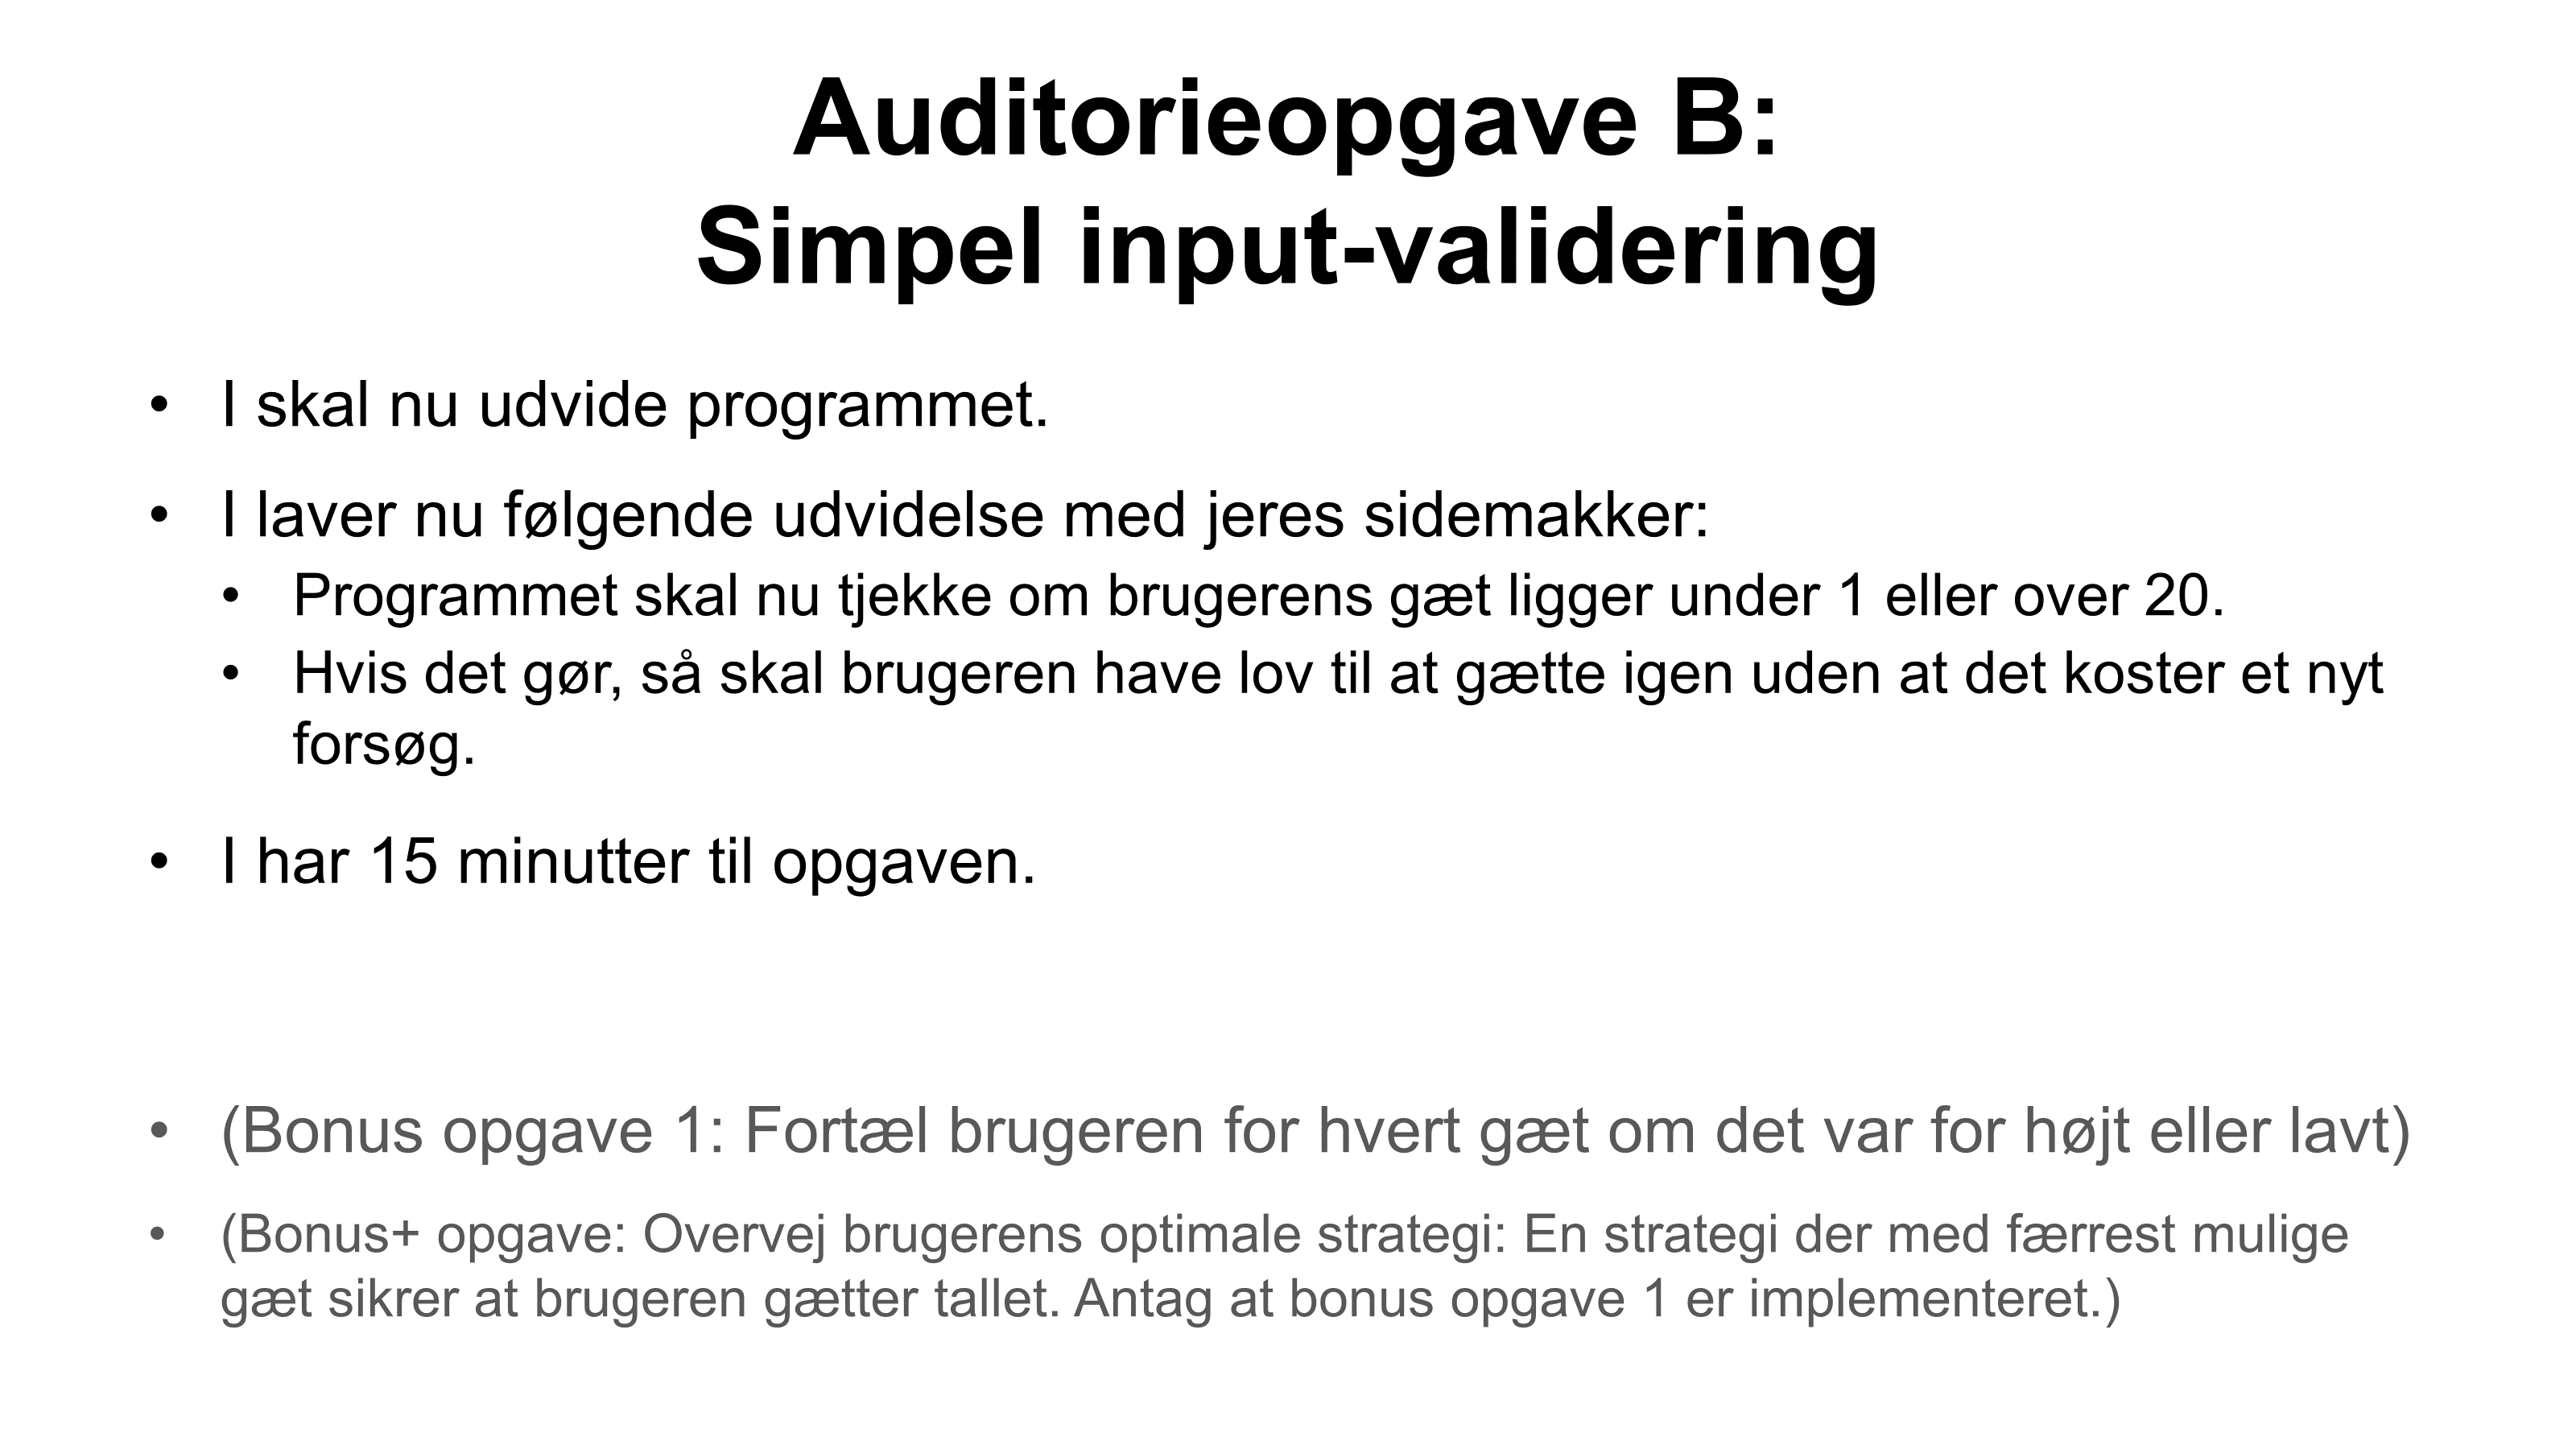 Auditorieopgave B:
Simpel input-validering
• I skal nu udvide programmet.
• I laver nu følgende udvidelse med jeres sidemakker:
• Programmet skal nu tjekke om brugerens gæt ligger under 1 eller over 20.
• Hvis det gør, så skal brugeren have lov til at gætte igen uden at det koster et nyt
forsøg.
• I har 15 minutter til opgaven.
• (Bonus opgave 1: Fortæl brugeren for hvert gæt om det var for højt eller lavt)
• (Bonus+ opgave: Overvej brugerens optimale strategi: En strategi der med færrest mulige
gæt sikrer at brugeren gætter tallet. Antag at bonus opgave 1 er implementeret.)